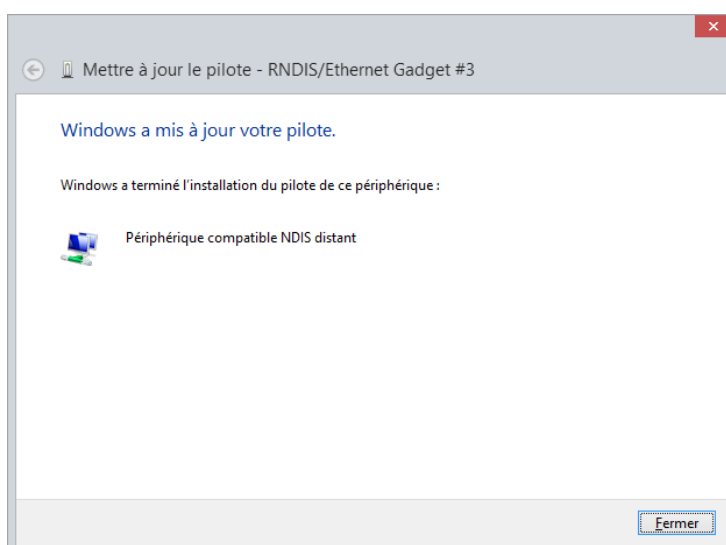 Mettre à jour le pilote - RNDIS/Ethernet Gadget #3
Windows a mis à jour votre pilote.
Windows a terminé l'installation du pilote de ce périphérique :
Périphérique compatible NDIS distant
Fermer